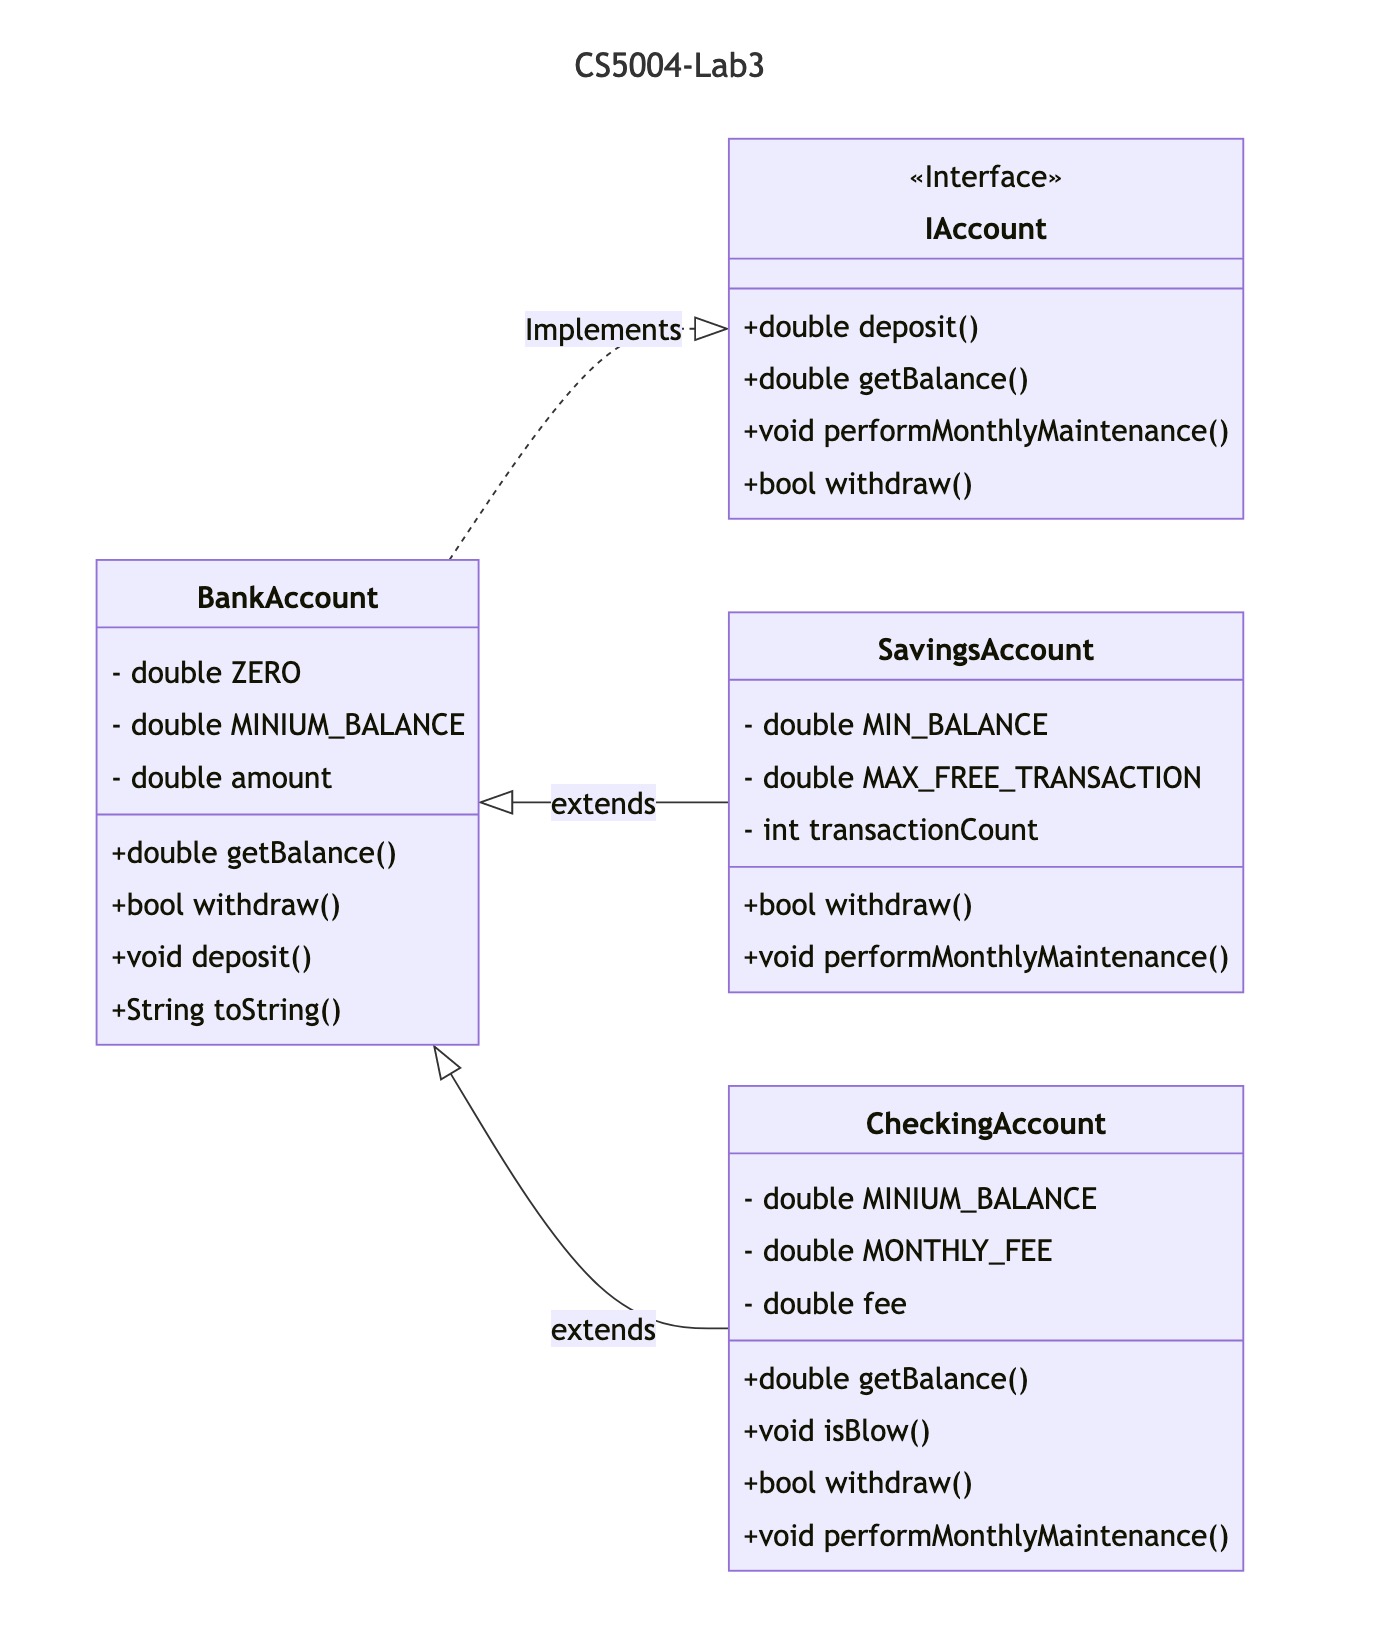 CS5004-Lab3
«Interface»
IAccount
+double deposit()
+double getBalance()
+void performMonthlyMaintenance()
+bool withdraw()
Implements
BankAccount
- double ZERO
- double MINIUM_BALANCE
- double amount
+double getBalance()
+bool withdraw()
+void deposit()
+String toString()
extends
SavingsAccount
- double MIN_BALANCE
- double MAX_FREE_TRANSACTION
- int transactionCount
+bool withdraw()
+void performMonthlyMaintenance()
extends
CheckingAccount
- double MINIUM_BALANCE
- double MONTHLY_FEE
- double fee
+double getBalance()
+void isBlow()
+bool withdraw()
+void performMonthlyMaintenance()